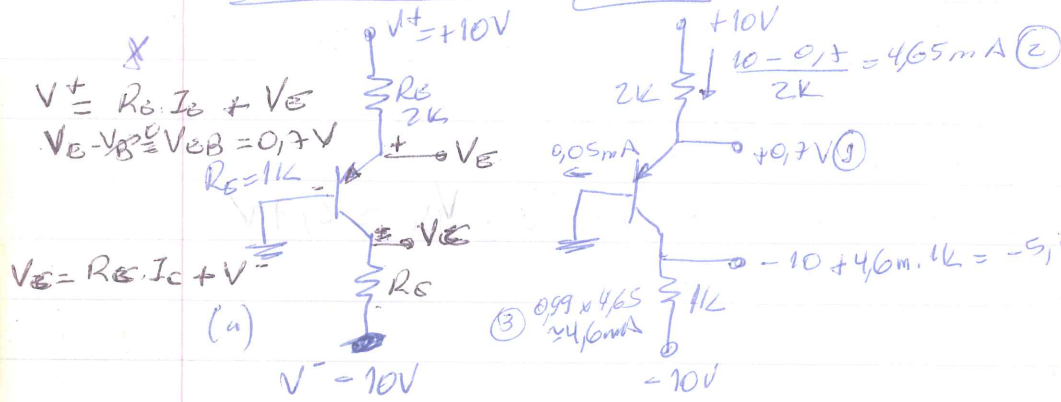 V+ = +10V
+10V
10 - 0,7 / 2K = 4,65mA ②
X
RE
2K
2K
V+ = RE.IE + VE
VE-VB=VEB=0,7V
+
VE
0,05mA
+0,7V ①
RC=1K
-
VC
VC = RC.IC + V-
-10+4,6m.1K = -5,
RC
(a)
③ 0,99 x 4,65
≈4,6mA
1K
V- -10V
-10V